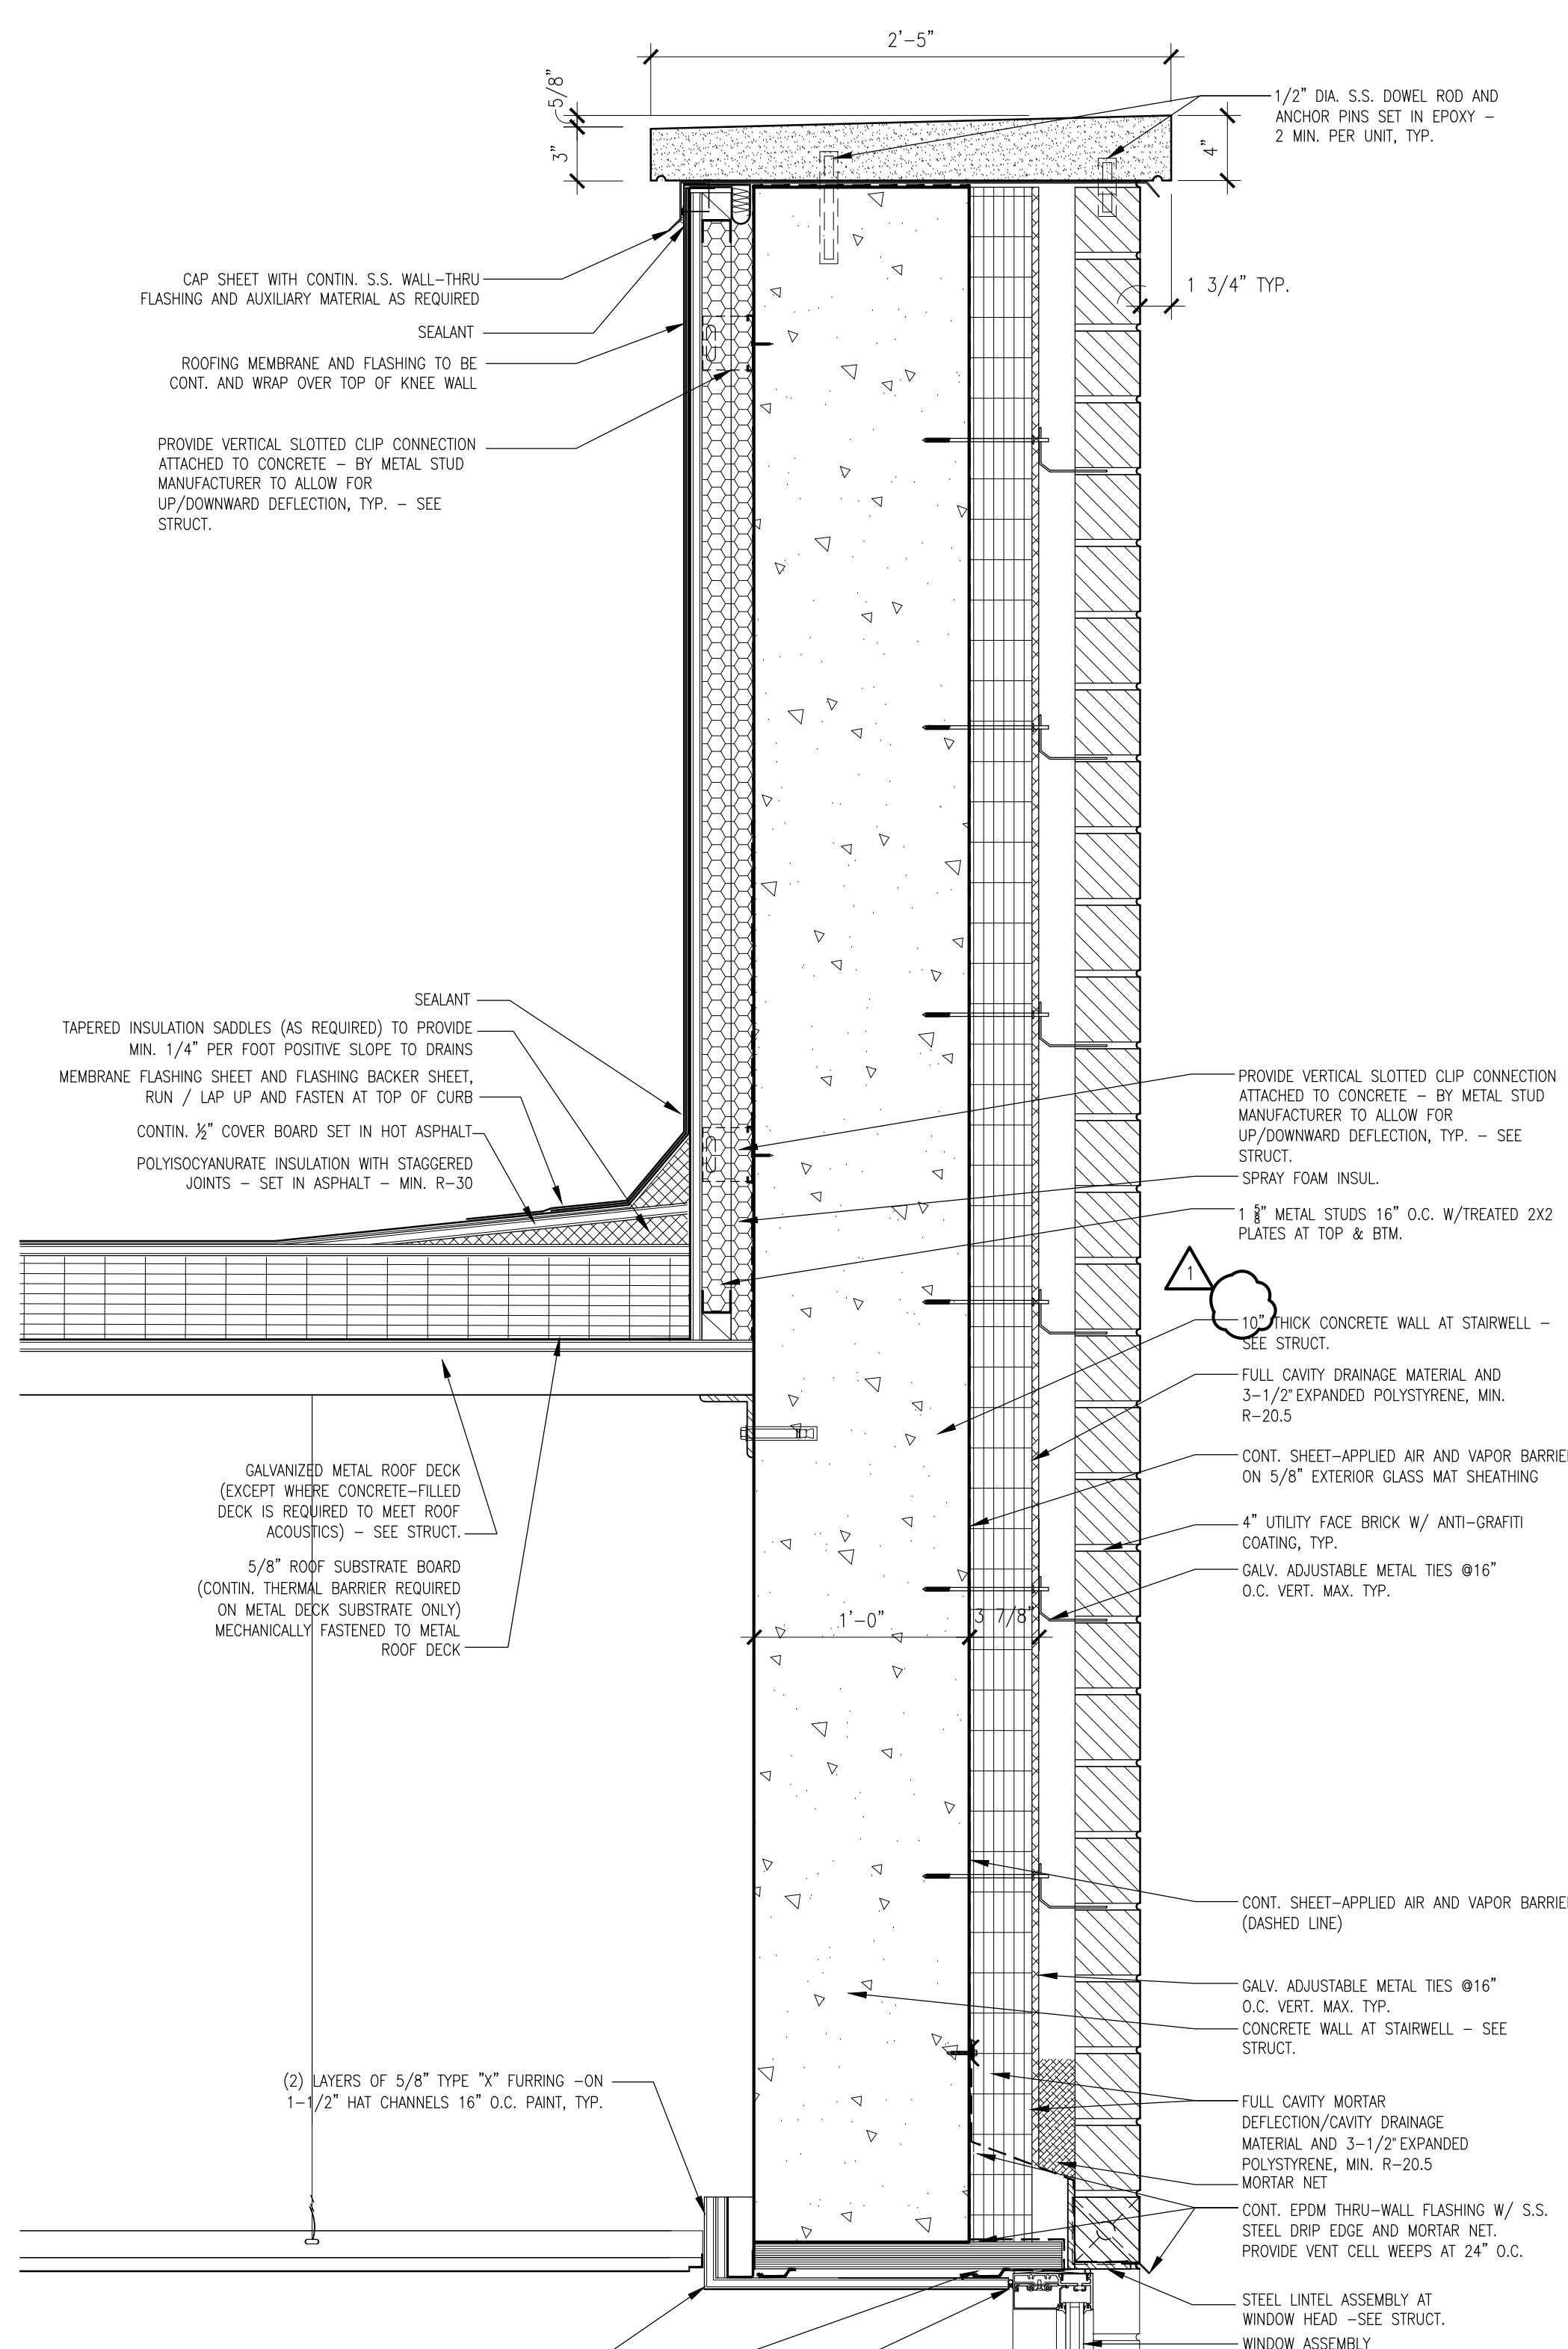 2'-5"
5/8"
3"
4"
1/2" DIA. S.S. DOWEL ROD AND
ANCHOR PINS SET IN EPOXY –
2 MIN. PER UNIT, TYP.
1 3/4" TYP.
CAP SHEET WITH CONTIN. S.S. WALL-THRU
FLASHING AND AUXILIARY MATERIAL AS REQUIRED
SEALANT
ROOFING MEMBRANE AND FLASHING TO BE
CONT. AND WRAP OVER TOP OF KNEE WALL
PROVIDE VERTICAL SLOTTED CLIP CONNECTION
ATTACHED TO CONCRETE – BY METAL STUD
MANUFACTURER TO ALLOW FOR
UP/DOWNWARD DEFLECTION, TYP. – SEE
STRUCT.
SEALANT
TAPERED INSULATION SADDLES (AS REQUIRED) TO PROVIDE
MIN. 1/4" PER FOOT POSITIVE SLOPE TO DRAINS
MEMBRANE FLASHING SHEET AND FLASHING BACKER SHEET,
RUN / LAP UP AND FASTEN AT TOP OF CURB
CONTIN. ½" COVER BOARD SET IN HOT ASPHALT
POLYISOCYANURATE INSULATION WITH STAGGERED
JOINTS – SET IN ASPHALT – MIN. R-30
PROVIDE VERTICAL SLOTTED CLIP CONNECTION
ATTACHED TO CONCRETE – BY METAL STUD
MANUFACTURER TO ALLOW FOR
UP/DOWNWARD DEFLECTION, TYP. – SEE
STRUCT.
SPRAY FOAM INSUL.
1 ⅝" METAL STUDS 16" O.C. W/TREATED 2X2
PLATES AT TOP & BTM.
1
10" THICK CONCRETE WALL AT STAIRWELL –
SEE STRUCT.
FULL CAVITY DRAINAGE MATERIAL AND
3-1/2" EXPANDED POLYSTYRENE, MIN.
R-20.5
CONT. SHEET-APPLIED AIR AND VAPOR BARRIE
ON 5/8" EXTERIOR GLASS MAT SHEATHING
4" UTILITY FACE BRICK W/ ANTI-GRAFITI
COATING, TYP.
GALV. ADJUSTABLE METAL TIES @16"
O.C. VERT. MAX. TYP.
GALVANIZED METAL ROOF DECK
(EXCEPT WHERE CONCRETE-FILLED
DECK IS REQUIRED TO MEET ROOF
ACOUSTICS) – SEE STRUCT.
5/8" ROOF SUBSTRATE BOARD
(CONTIN. THERMAL BARRIER REQUIRED
ON METAL DECK SUBSTRATE ONLY)
MECHANICALLY FASTENED TO METAL
ROOF DECK
1'-0"
3 7/8"
CONT. SHEET-APPLIED AIR AND VAPOR BARRIE
(DASHED LINE)
GALV. ADJUSTABLE METAL TIES @16"
O.C. VERT. MAX. TYP.
CONCRETE WALL AT STAIRWELL – SEE
STRUCT.
(2) LAYERS OF 5/8" TYPE "X" FURRING -ON
1-1/2" HAT CHANNELS 16" O.C. PAINT, TYP.
FULL CAVITY MORTAR
DEFLECTION/CAVITY DRAINAGE
MATERIAL AND 3-1/2" EXPANDED
POLYSTYRENE, MIN. R-20.5
MORTAR NET
CONT. EPDM THRU-WALL FLASHING W/ S.S.
STEEL DRIP EDGE AND MORTAR NET.
PROVIDE VENT CELL WEEPS AT 24" O.C.
STEEL LINTEL ASSEMBLY AT
WINDOW HEAD -SEE STRUCT.
WINDOW ASSEMBLY